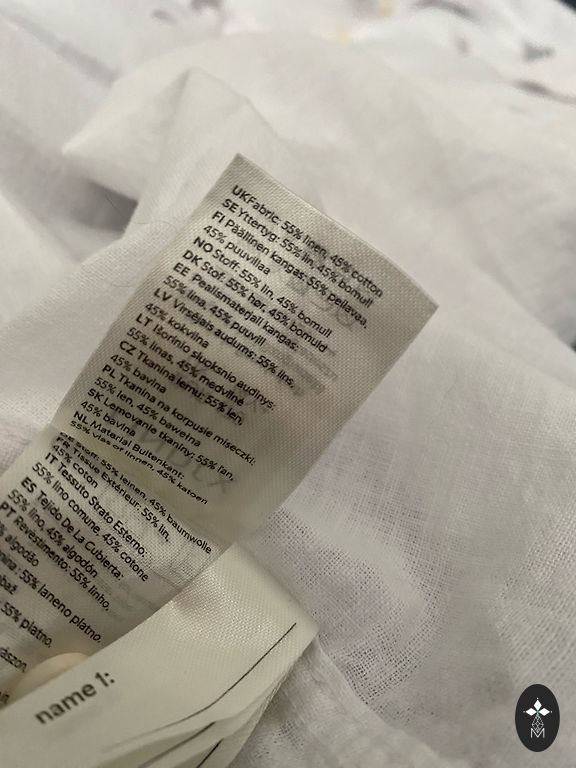 UKFabric: 55% linen, 45% cotton
SE Yttertyg: 55% lin, 45% bomull
FI Päällinen kangas: 55% pellavaa,
45% puuvillaa
NO Stoff: 55% lin, 45% bomull
DK Stof: 55% hør, 45% bomuld
EE Pealismaterjali kangas:
55% lina, 45% puuvill
LV Virsējais audums: 55% lins,
45% kokvilna
LT Išorinio sluoksnio audinys:
55% linas, 45% medvilnė
CZ Tkanina lemu: 55% len,
45% bavlna
PL Tkanina na korpusie miseczki:
55% len, 45% bawełna
SK Lemovanie tkaniny: 55% ľan,
45% bavlna
NL Material Buitenkant:
55% vlas of linnen, 45% katoen
DE Stoff: 55% leinen, 45% baumwolle
FR Tissue Extérieur: 55% lin,
45% coton
IT Tessuto Strato Esterno:
55% lino comune, 45% cotone
ES Tejido De La Cubierta:
55% lino, 45% algodón
PT Revestimento: 55% linho,
algodão
55% laneno platno,
55% platno,
name 1:
M